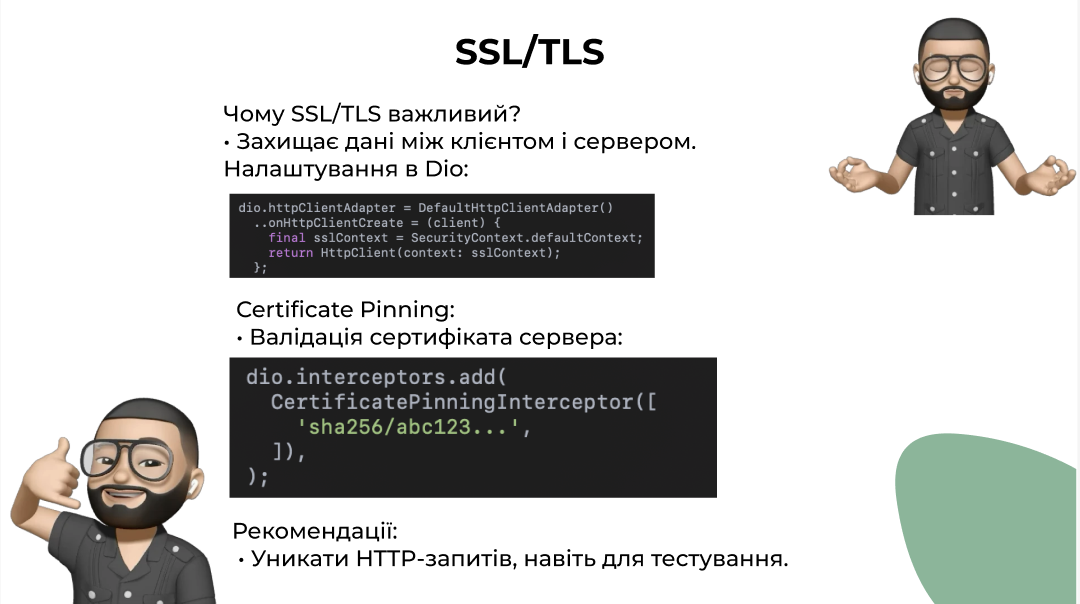 SSL/TLS
Чому SSL/TLS важливий?
• Захищає дані між клієнтом і сервером.
Налаштування в Dio:
dio.httpClientAdapter = DefaultHttpClientAdapter()
..onHttpClientCreate = (client) {
final sslContext = SecurityContext.defaultContext;
return HttpClient(context: sslContext);
};
Certificate Pinning:
• Валідація сертифіката сервера:
dio.interceptors.add(
CertificatePinningInterceptor([
'sha256/abc123...',
]),
);
Рекомендації:
• Уникати HTTP-запитів, навіть для тестування.